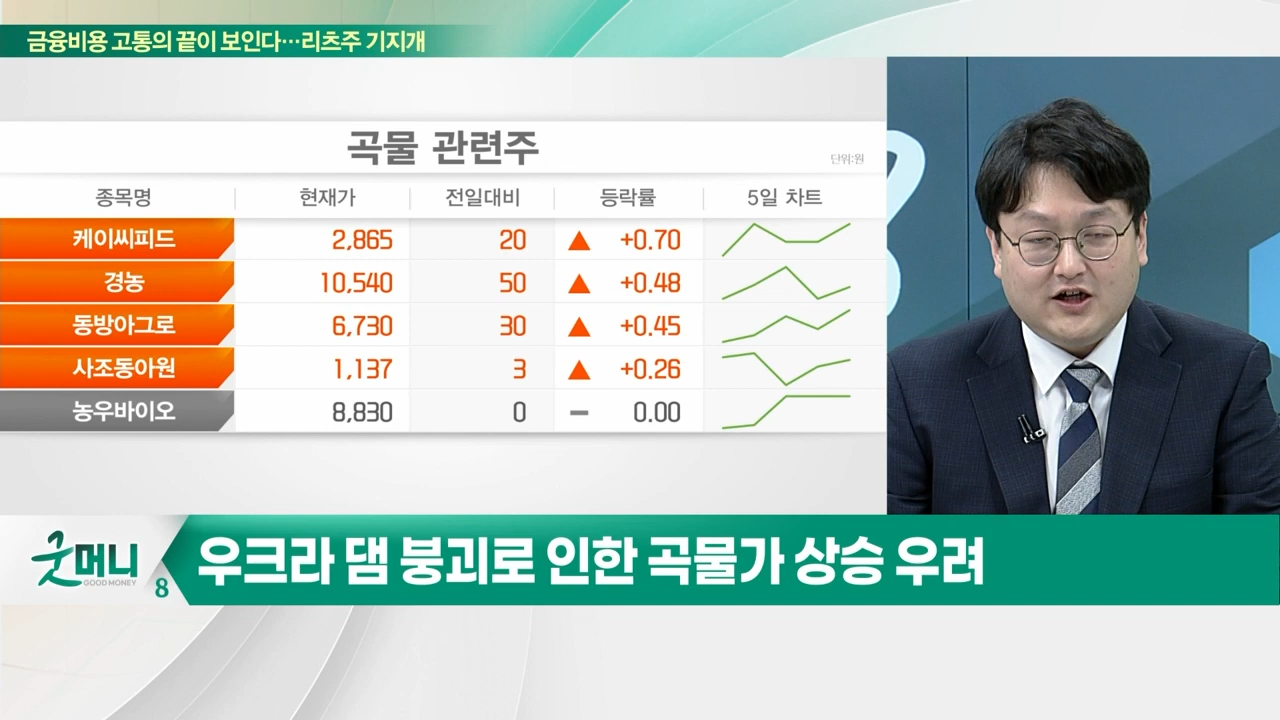 금융비용 고통의 끝이 보인다…리츠주 기지개
곡물 관련주
단위:원
종목명 현재가 전일대비 등락률 5일 차트
케이씨피드 2,865 20 ▲ +0.70
경농 10,540 50 ▲ +0.48
동방아그로 6,730 30 ▲ +0.45
사조동아원 1,137 3 ▲ +0.26
농우바이오 8,830 0 – 0.00
굿머니
GOOD MONEY
8
우크라 댐 붕괴로 인한 곡물가 상승 우려